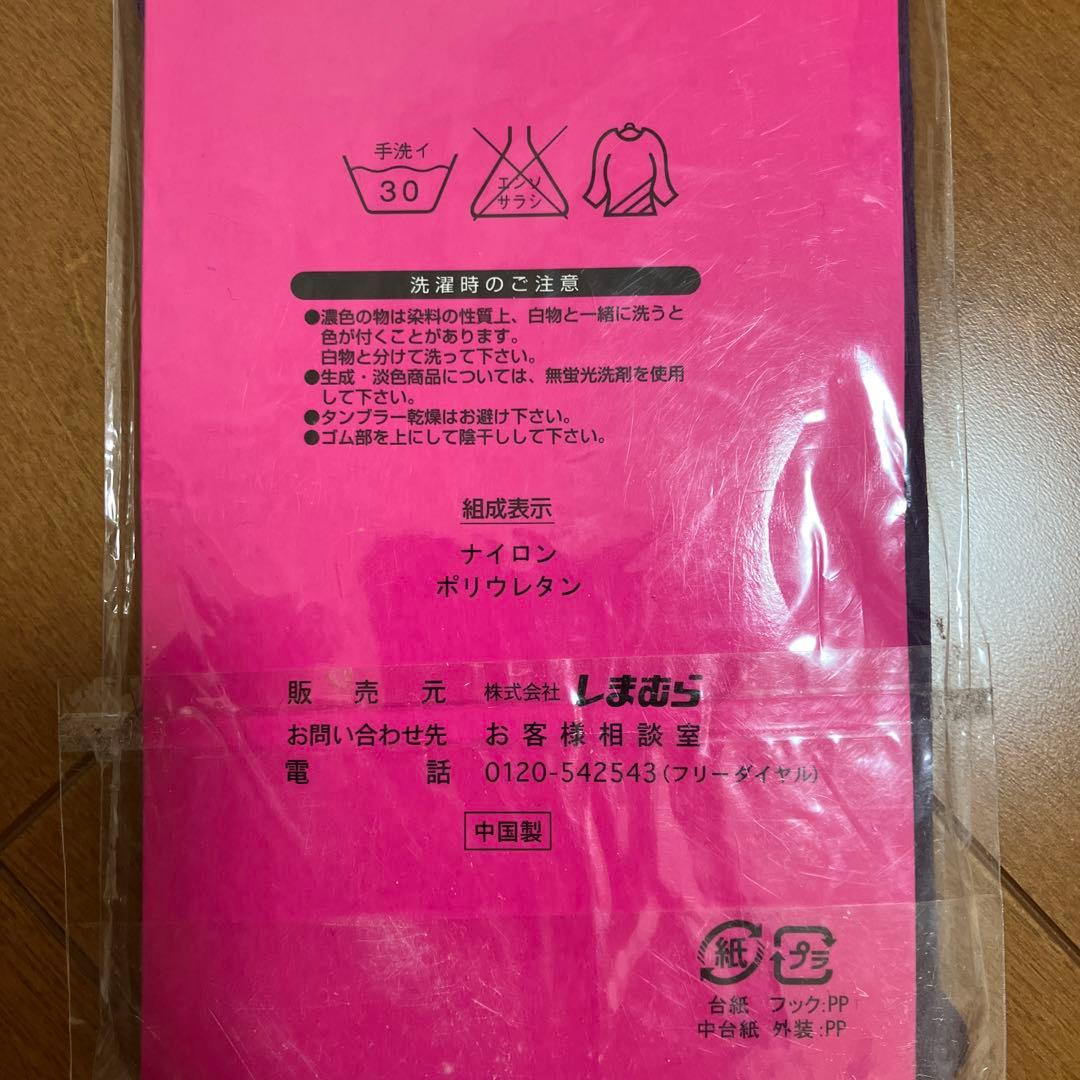 手洗イ
30
エンソ
サラシ
洗濯時のご注意
●濃色の物は染料の性質上、白物と一緒に洗うと
色が付くことがあります。
白物と分けて洗って下さい。
●生成・淡色商品については、無蛍光洗剤を使用
して下さい。
●タンブラー乾燥はお避け下さい。
●ゴム部を上にして陰干しして下さい。
組成表示
ナイロン
ポリウレタン
販売元 株式会社 しまむら
お問い合わせ先 お客様相談室
電話 0120-542543(フリーダイヤル)
中国製
紙 プラ
台紙 フック:PP
中台紙 外装:PP